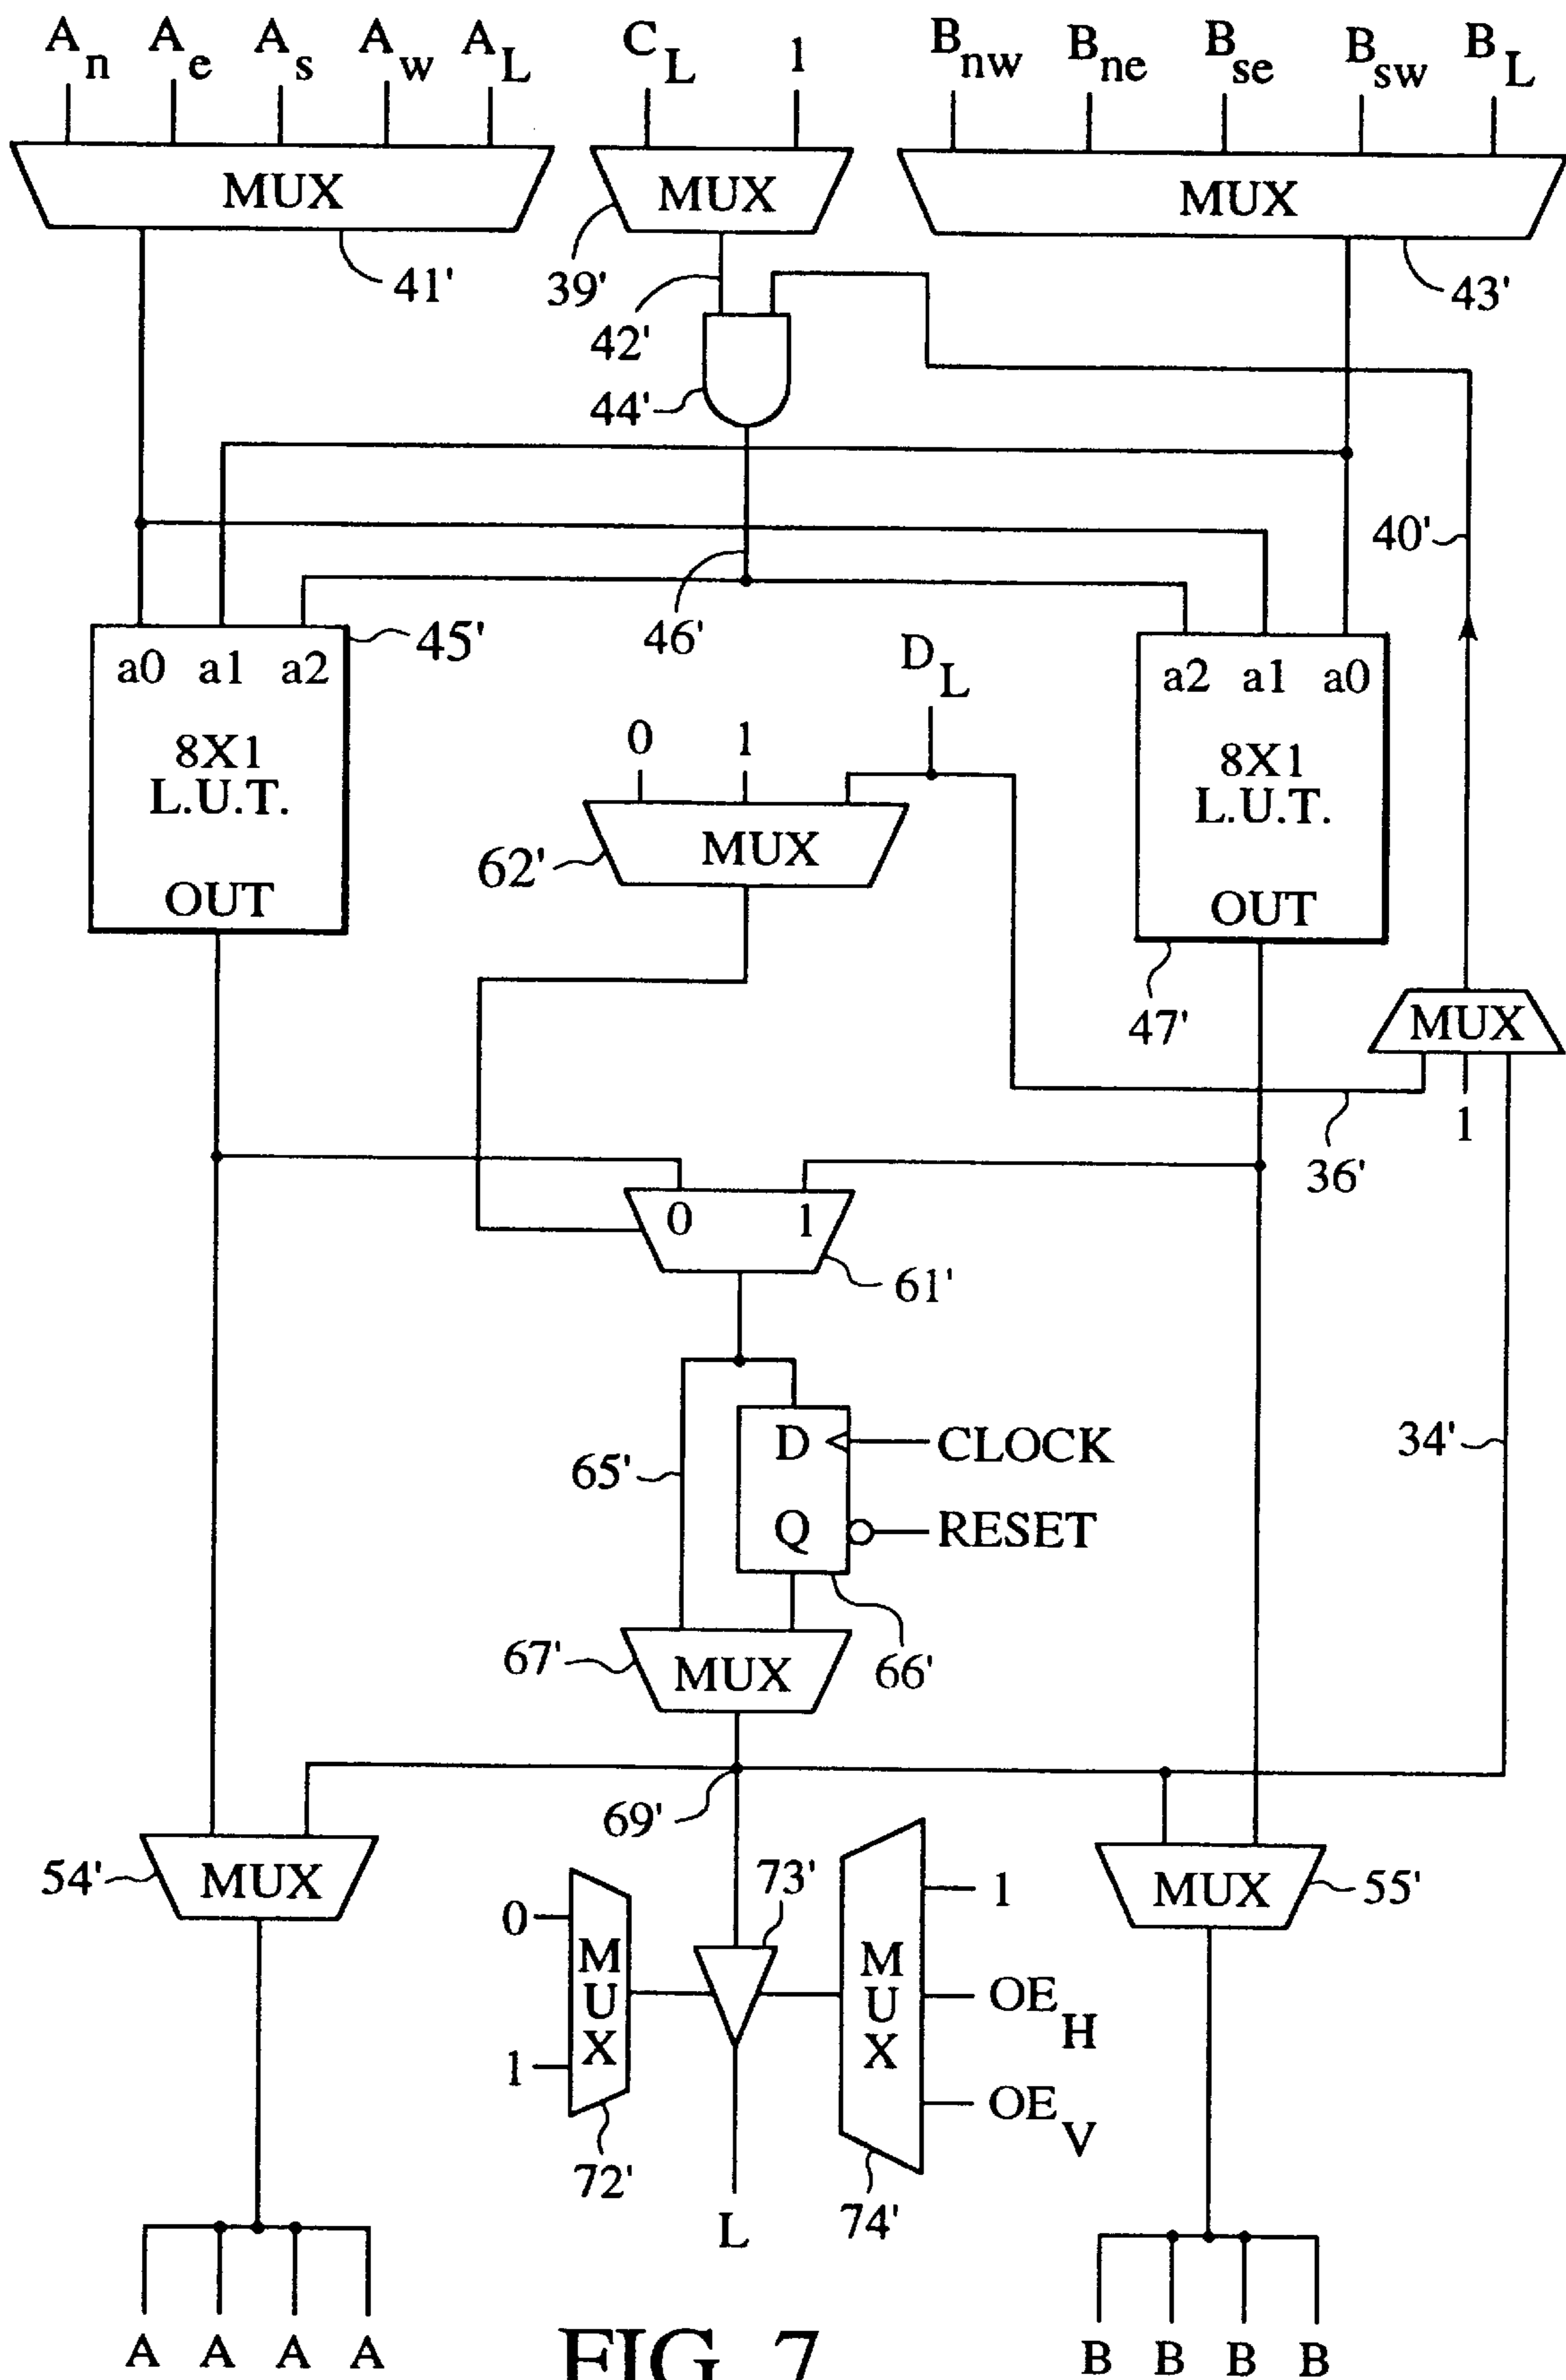 An Ae As Aw AL CL 1 Bnw Bne Bse Bsw BL
MUX MUX MUX
41' 39' 43'
42'
44'
40'
46'
45'
a0 a1 a2
8X1
L.U.T.
OUT
DL
0 1
MUX
62'
a2 a1 a0
8X1
L.U.T.
OUT
47'
MUX
1
36'
0 1
61'
34'
65'
D CLOCK
Q RESET
67' MUX 66'
69'
54' MUX
73'
MUX 55'
0
MUX
1
72'
MUX
1
OEH
OEV
74'
L
A A A A
B B B B
FIG. 7